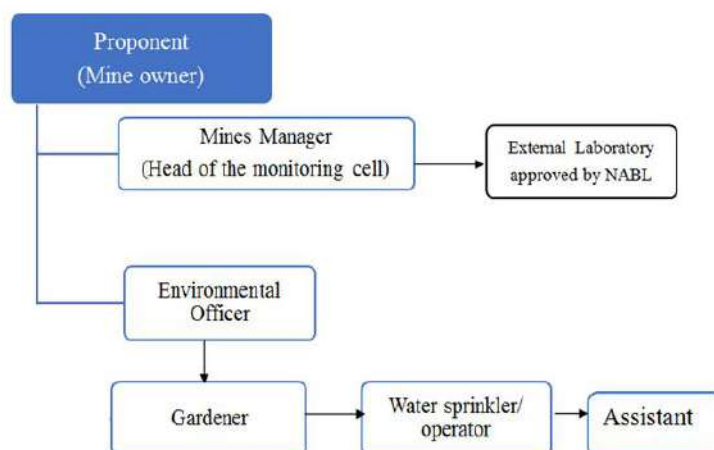 Proponent
(Mine owner)
Mines Manager
(Head of the monitoring cell)
External Laboratory
approved by NABL
Environmental
Officer
Gardener
Water sprinkler/
operator
Assistant